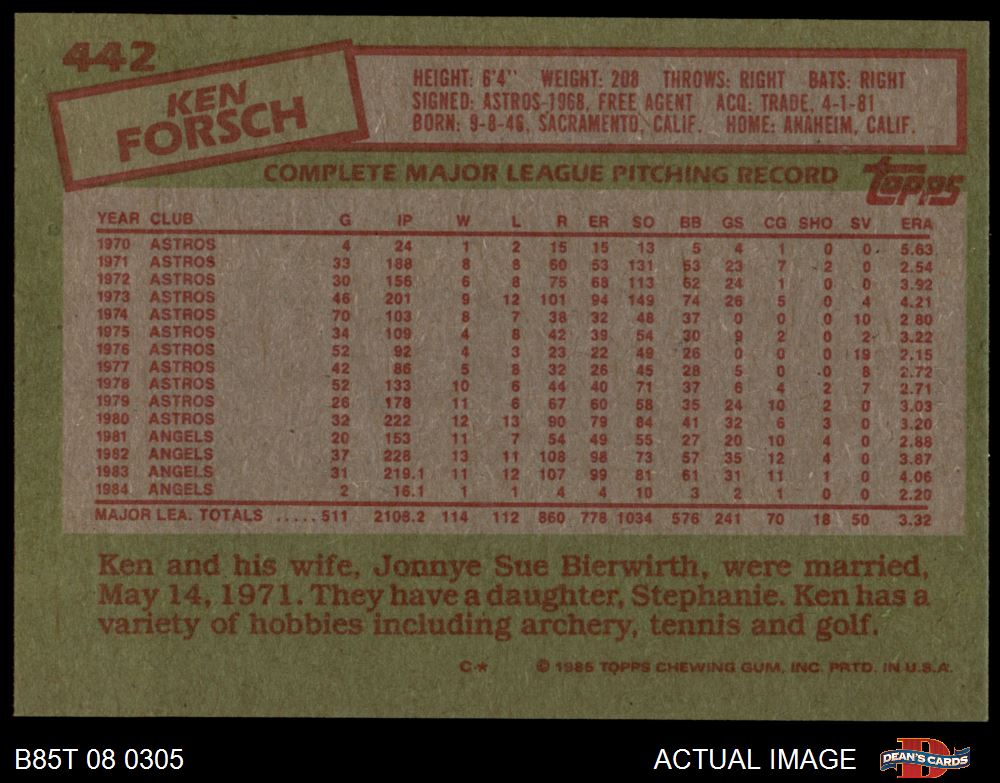 442
KEN
FORSCH
HEIGHT: 6'4" WEIGHT: 208 THROWS: RIGHT BATS: RIGHT
SIGNED: ASTROS-1968, FREE AGENT ACQ: TRADE, 4-1-81
BORN: 9-8-46, SACRAMENTO, CALIF. HOME: ANAHEIM, CALIF.
COMPLETE MAJOR LEAGUE PITCHING RECORD
topps
YEAR CLUB G IP W L R ER SO BB GS CG SHO SV ERA
1970 ASTROS 4 24 1 2 15 15 13 5 4 1 0 0 5.63
1971 ASTROS 33 188 8 8 60 53 131 53 23 7 2 0 2.54
1972 ASTROS 30 156 6 8 75 68 113 62 24 1 0 0 3.92
1973 ASTROS 46 201 9 12 101 94 149 74 26 5 0 4 4.21
1974 ASTROS 70 103 8 7 38 32 48 37 0 0 0 10 2.80
1975 ASTROS 34 109 4 8 42 39 54 30 9 2 0 2 3.22
1976 ASTROS 52 92 4 3 23 22 49 26 0 0 0 19 2.15
1977 ASTROS 42 86 5 8 32 26 45 28 5 0 0 8 2.72
1978 ASTROS 52 133 10 6 44 40 71 37 6 4 2 7 2.71
1979 ASTROS 26 178 11 6 67 60 58 35 24 10 2 0 3.03
1980 ASTROS 32 222 12 13 90 79 84 41 32 6 3 0 3.20
1981 ANGELS 20 153 11 7 54 49 55 27 20 10 4 0 2.88
1982 ANGELS 37 228 13 11 108 98 73 57 35 12 4 0 3.87
1983 ANGELS 31 219.1 11 12 107 99 81 61 31 11 1 0 4.06
1984 ANGELS 2 16.1 1 1 4 4 10 3 2 1 0 0 2.20
MAJOR LEA. TOTALS ..... 511 2108.2 114 112 860 778 1034 576 241 70 18 50 3.32
Ken and his wife, Jonnye Sue Bierwirth, were married,
May 14, 1971. They have a daughter, Stephanie. Ken has a
variety of hobbies including archery, tennis and golf.
C-* © 1985 TOPPS CHEWING GUM, INC. PRTD. IN U.S.A.
B85T 08 0305 ACTUAL IMAGE DEAN'S CARDS